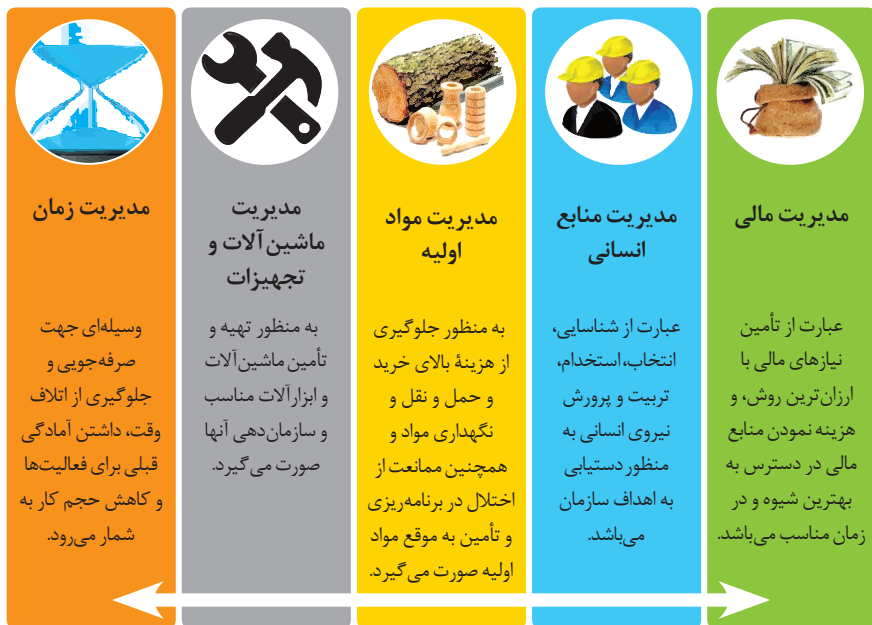 مدیریت مالی
عبارت از تأمین
نیازهای مالی با
ارزان‌ترین روش، و
هزینه نمودن منابع
مالی در دسترس به
بهترین شیوه و در
زمان مناسب می‌باشد.
مدیریت منابع
انسانی
عبارت از شناسایی،
انتخاب، استخدام،
تربیت و پرورش
نیروی انسانی به
منظور دستیابی
به اهداف سازمان
می‌باشد.
مدیریت مواد
اولیه
به منظور جلوگیری
از هزینهٔ بالای خرید
و حمل و نقل و
نگهداری مواد و
همچنین ممانعت از
اختلال در برنامه‌ریزی
و تأمین به موقع مواد
اولیه صورت می‌گیرد.
مدیریت
ماشین‌آلات و
تجهیزات
به منظور تهیه و
تأمین ماشین‌آلات
و ابزارآلات مناسب
و سازمان‌دهی آنها
صورت می‌گیرد.
مدیریت زمان
وسیله‌ای جهت
صرفه‌جویی و
جلوگیری از اتلاف
وقت، داشتن آمادگی
قبلی برای فعالیت‌ها
و کاهش حجم کار به
شمار می‌رود.